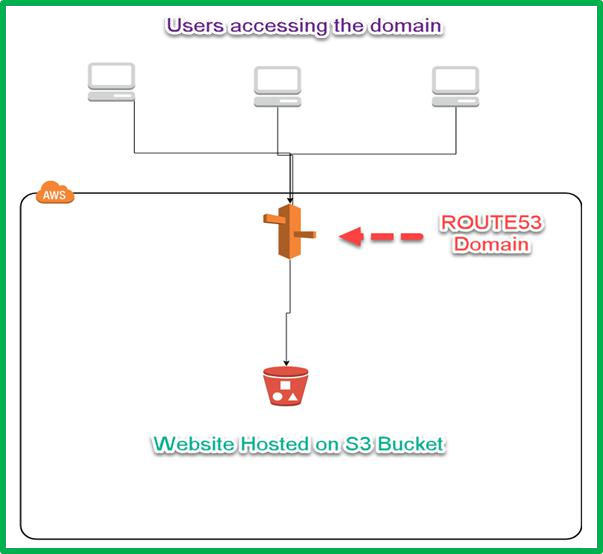 Users accessing the domain
AWS
ROUTE53
Domain
Website Hosted on S3 Bucket